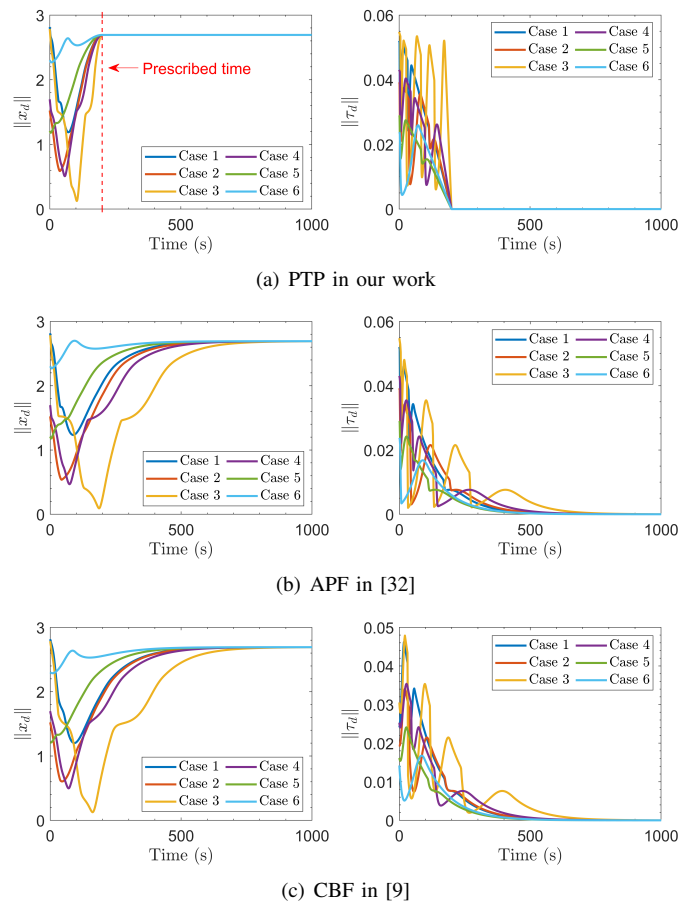 3
2
1
0
||x_d||
Prescribed time
Case 1 Case 4
Case 2 Case 5
Case 3 Case 6
0 500 1000
Time (s)
0.06
0.04
0.02
0
||τ_d||
Case 1 Case 4
Case 2 Case 5
Case 3 Case 6
0 500 1000
Time (s)
(a) PTP in our work
3
2
1
0
||x_d||
Case 1 Case 4
Case 2 Case 5
Case 3 Case 6
0 500 1000
Time (s)
0.06
0.04
0.02
0
||τ_d||
Case 1 Case 4
Case 2 Case 5
Case 3 Case 6
0 500 1000
Time (s)
(b) APF in [32]
3
2
1
0
||x_d||
Case 1 Case 4
Case 2 Case 5
Case 3 Case 6
0 500 1000
Time (s)
0.05
0.04
0.03
0.02
0.01
0
||τ_d||
Case 1 Case 4
Case 2 Case 5
Case 3 Case 6
0 500 1000
Time (s)
(c) CBF in [9]